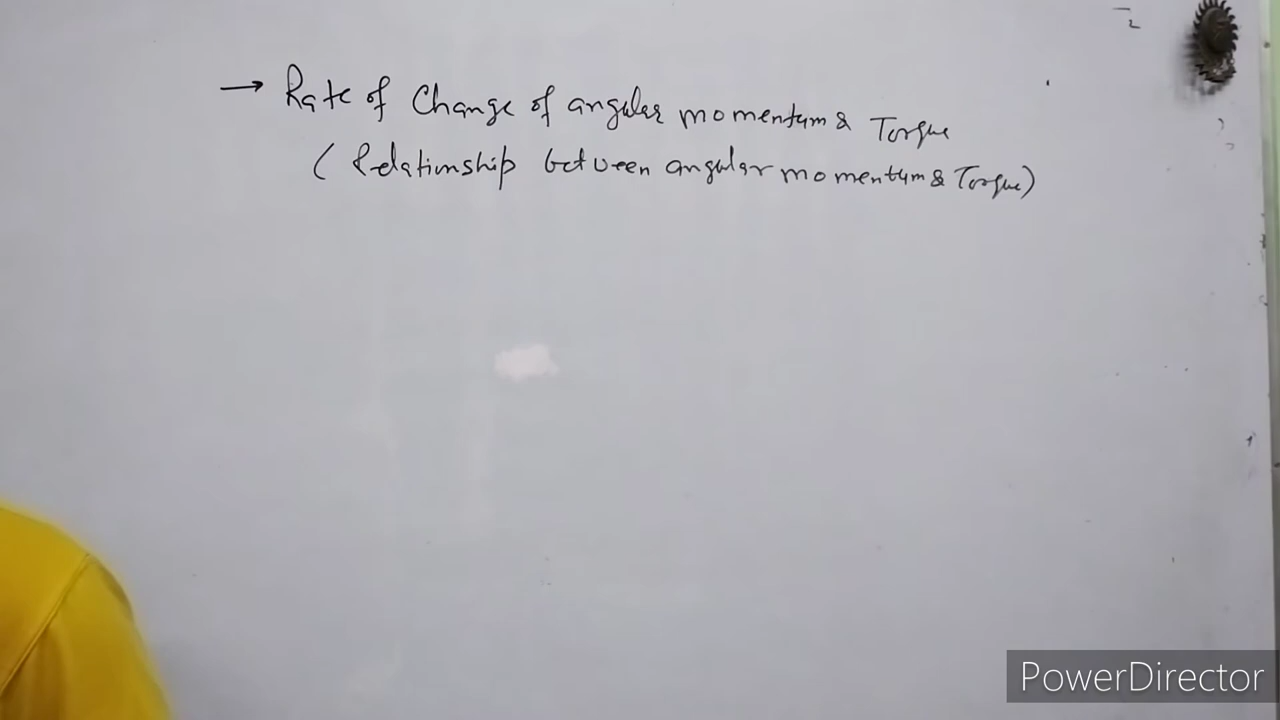 → Rate of Change of angular momentum & Torque
( Relationship between angular momentum & Torque)
PowerDirector